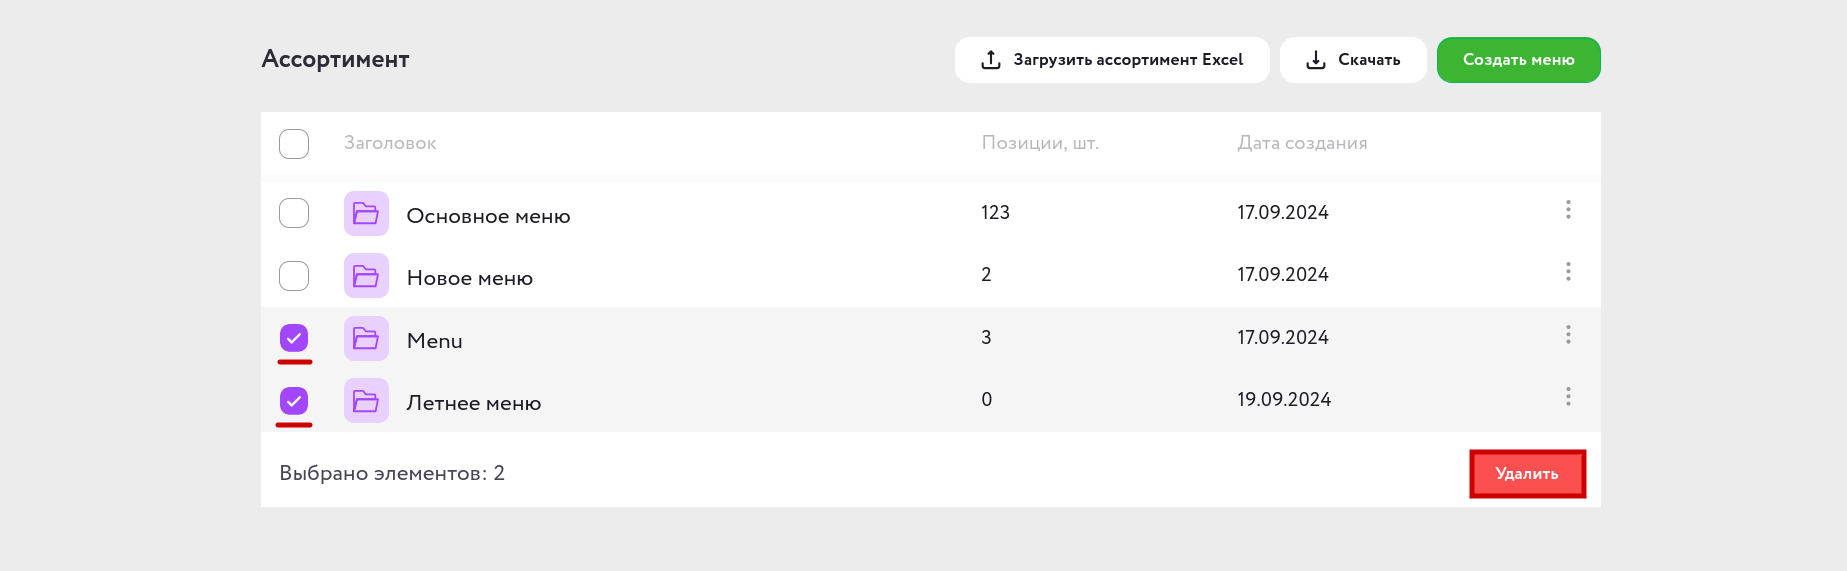 Ассортимент
Загрузить ассортимент Excel
Скачать
Создать меню
Заголовок Позиции, шт. Дата создания
Основное меню 123 17.09.2024
Новое меню 2 17.09.2024
Menu 3 17.09.2024
Летнее меню 0 19.09.2024
Выбрано элементов: 2
Удалить